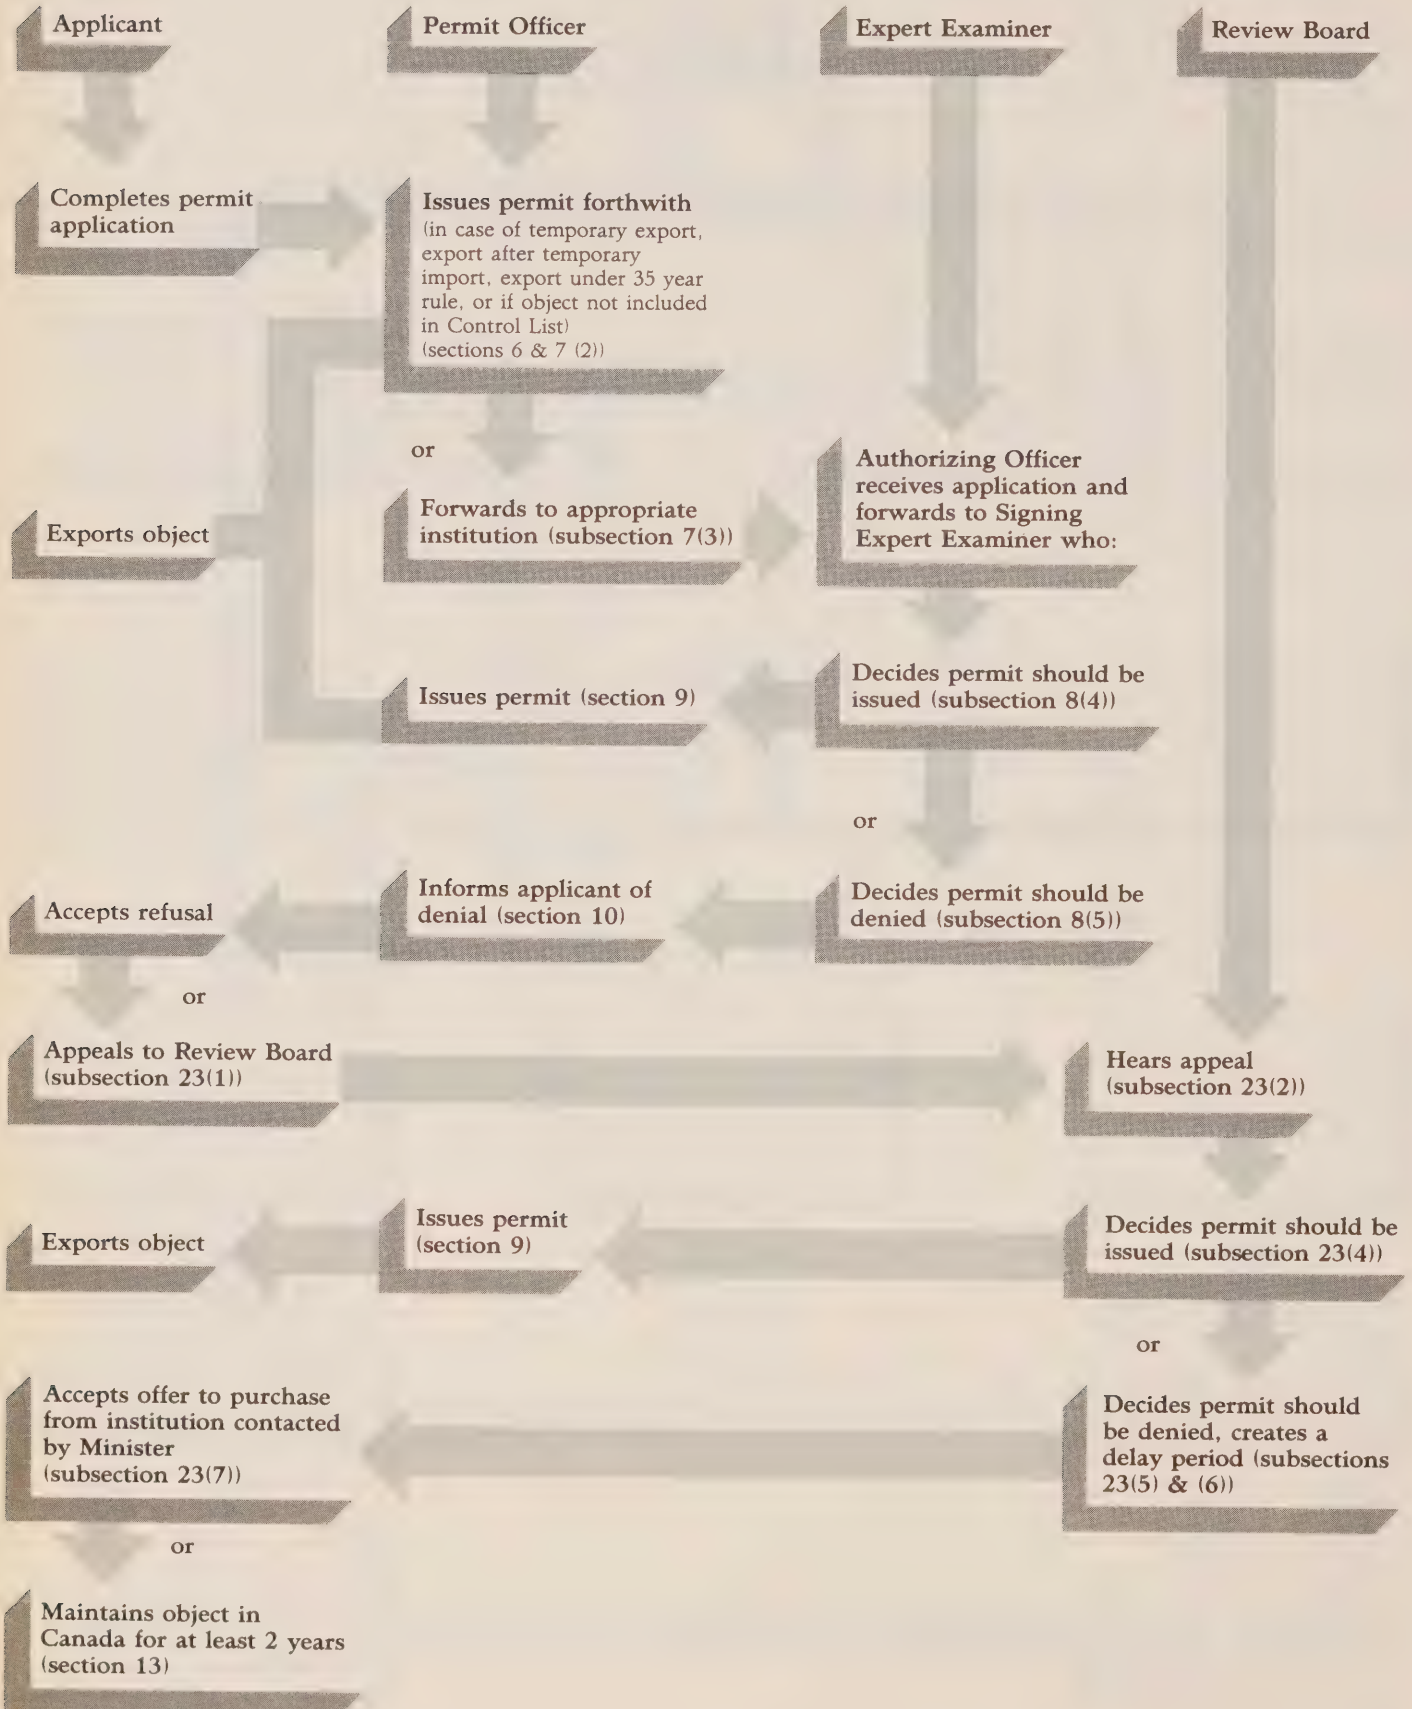 Applicant
Permit Officer
Expert Examiner
Review Board
Completes permit
application
Issues permit forthwith
(in case of temporary export,
export after temporary
import, export under 35 year
rule, or if object not included
in Control List)
(sections 6 & 7 (2))
or
Exports object
Forwards to appropriate
institution (subsection 7(3))
Authorizing Officer
receives application and
forwards to Signing
Expert Examiner who:
Issues permit (section 9)
Decides permit should be
issued (subsection 8(4))
or
Accepts refusal
Informs applicant of
denial (section 10)
Decides permit should be
denied (subsection 8(5))
or
Appeals to Review Board
(subsection 23(1))
Hears appeal
(subsection 23(2))
Exports object
Issues permit
(section 9)
Decides permit should be
issued (subsection 23(4))
or
Accepts offer to purchase
from institution contacted
by Minister
(subsection 23(7))
Decides permit should
be denied, creates a
delay period (subsections
23(5) & (6))
or
Maintains object in
Canada for at least 2 years
(section 13)